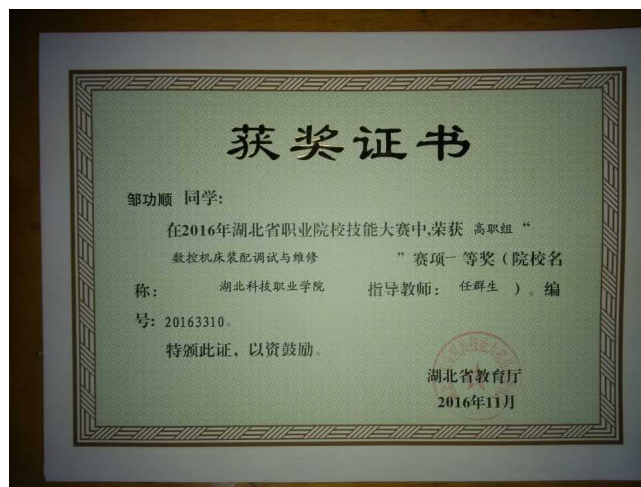 获奖证书
邹功顺 同学:
在2016年湖北省职业院校技能大赛中,荣获 高职组 “
数控机床装配调试与维修 ” 赛项一等奖（院校名
称: 湖北科技职业学院 指导教师: 任群生 ）。编
号: 20163310。
特颁此证，以资鼓励。
湖北省教育厅
2016年11月